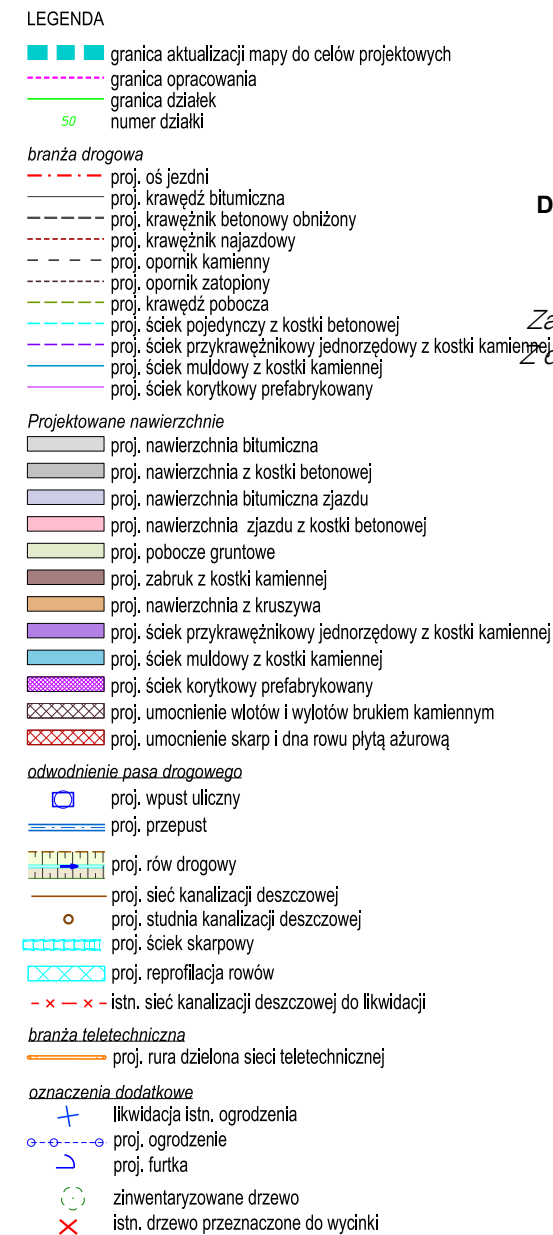 LEGENDA
granica aktualizacji mapy do celów projektowych
granica opracowania
granica działek
50 numer działki
branża drogowa
proj. oś jezdni
proj. krawędź bitumiczna
proj. krawężnik betonowy obniżony
proj. krawężnik najazdowy
proj. opornik kamienny
proj. opornik zatopiony
proj. krawędź pobocza
proj. ściek pojedynczy z kostki betonowej
proj. ściek przykrawężnikowy jednorzędowy z kostki kamiennej
proj. ściek muldowy z kostki kamiennej
proj. ściek korytkowy prefabrykowany
D
Za
Projektowane nawierzchnie
proj. nawierzchnia bitumiczna
proj. nawierzchnia z kostki betonowej
proj. nawierzchnia bitumiczna zjazdu
proj. nawierzchnia zjazdu z kostki betonowej
proj. pobocze gruntowe
proj. zabruk z kostki kamiennej
proj. nawierzchnia z kruszywa
proj. ściek przykrawężnikowy jednorzędowy z kostki kamiennej
proj. ściek muldowy z kostki kamiennej
proj. ściek korytkowy prefabrykowany
proj. umocnienie wlotów i wylotów brukiem kamiennym
proj. umocnienie skarp i dna rowu płytą ażurową
odwodnienie pasa drogowego
proj. wpust uliczny
proj. przepust
proj. rów drogowy
proj. sieć kanalizacji deszczowej
proj. studnia kanalizacji deszczowej
proj. ściek skarpowy
proj. reprofilacja rowów
istn. sieć kanalizacji deszczowej do likwidacji
branża teletechniczna
proj. rura dzielona sieci teletechnicznej
oznaczenia dodatkowe
likwidacja istn. ogrodzenia
proj. ogrodzenie
proj. furtka
zinwentaryzowane drzewo
istn. drzewo przeznaczone do wycinki